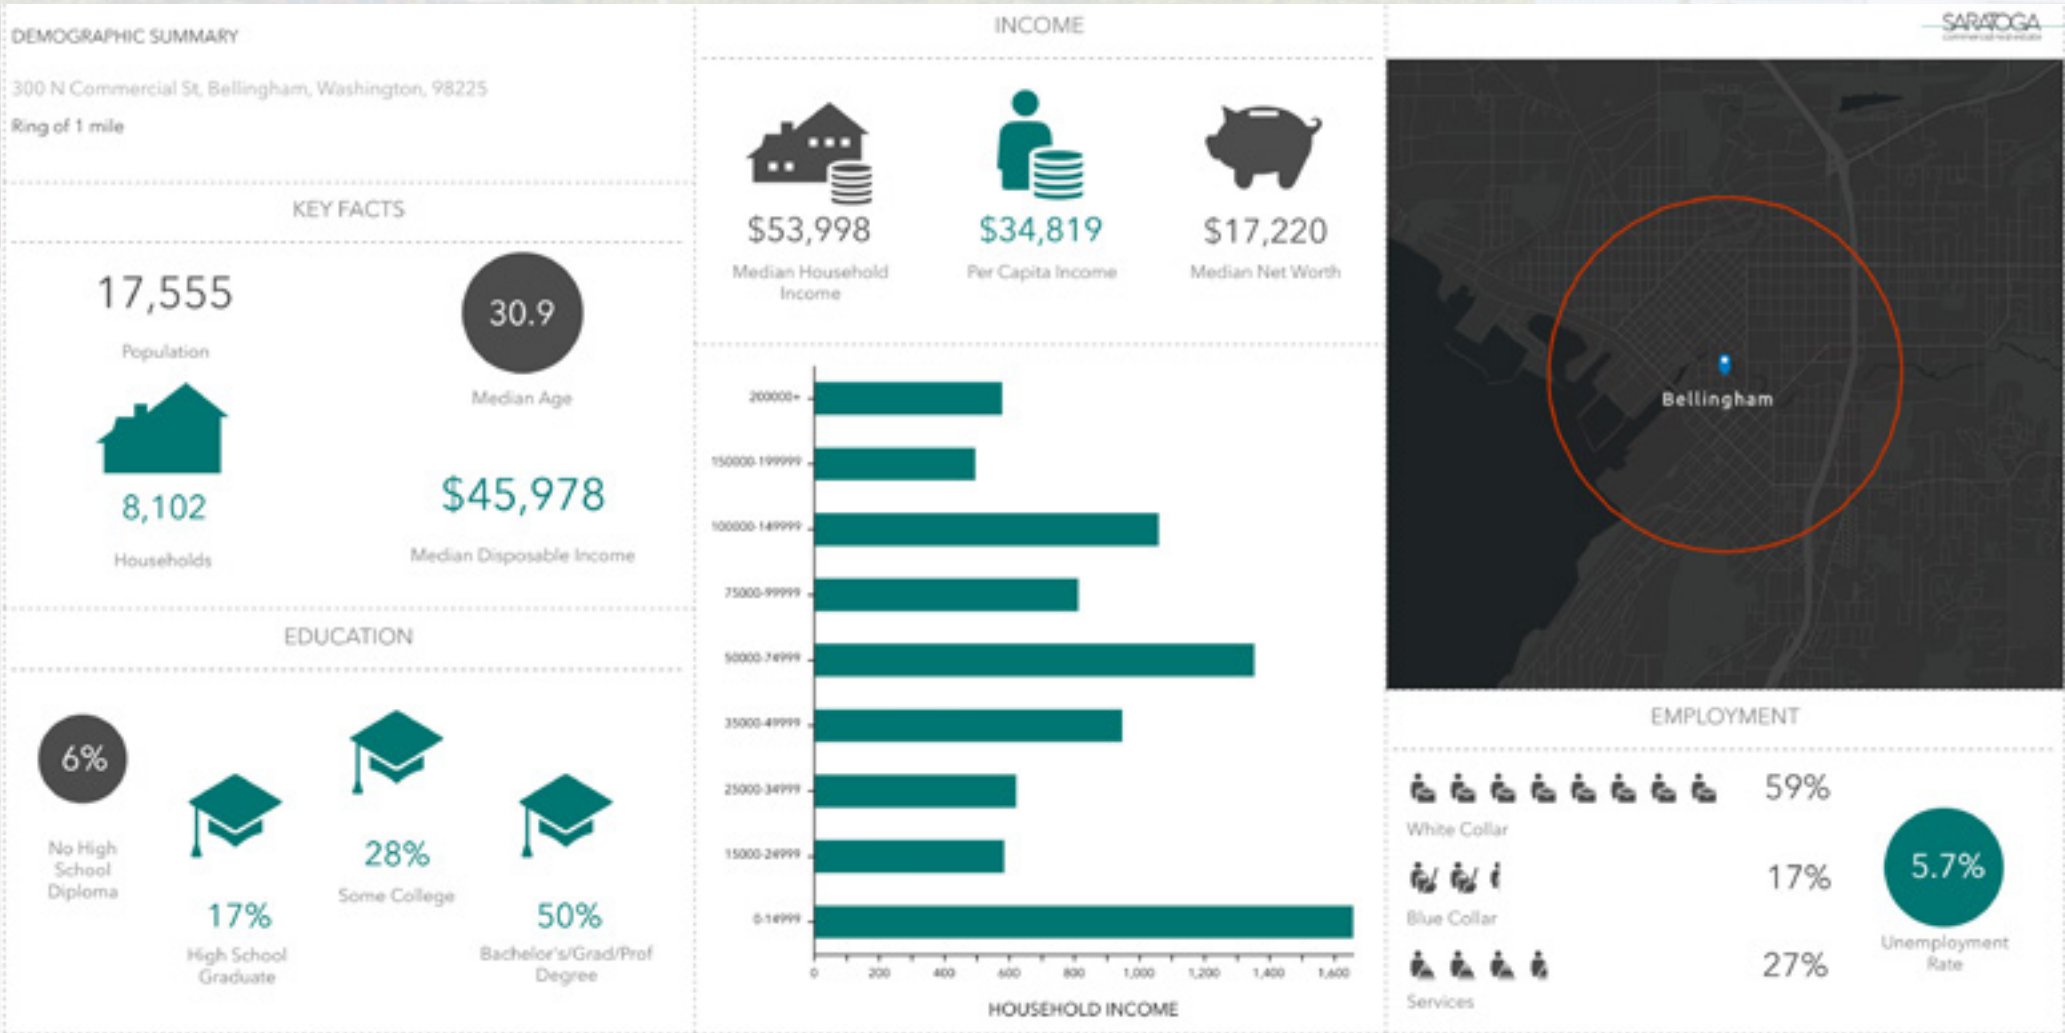 DEMOGRAPHIC SUMMARY
300 N Commercial St, Bellingham, Washington, 98225
Ring of 1 mile
KEY FACTS
17,555
Population
30.9
Median Age
8,102
Households
$45,978
Median Disposable Income
EDUCATION
6%
No High
School
Diploma
17%
High School
Graduate
28%
Some College
50%
Bachelor's/Grad/Prof
Degree
INCOME
$53,998
Median Household
Income
$34,819
Per Capita Income
$17,220
Median Net Worth
200000+
150000-199999
100000-149999
75000-99999
50000-74999
35000-49999
25000-34999
15000-24999
0-14999
0 200 400 600 800 1,000 1,200 1,400 1,600
HOUSEHOLD INCOME
SARATOGA
commercial real estate
Bellingham
EMPLOYMENT
59%
White Collar
17%
Blue Collar
27%
Services
5.7%
Unemployment
Rate